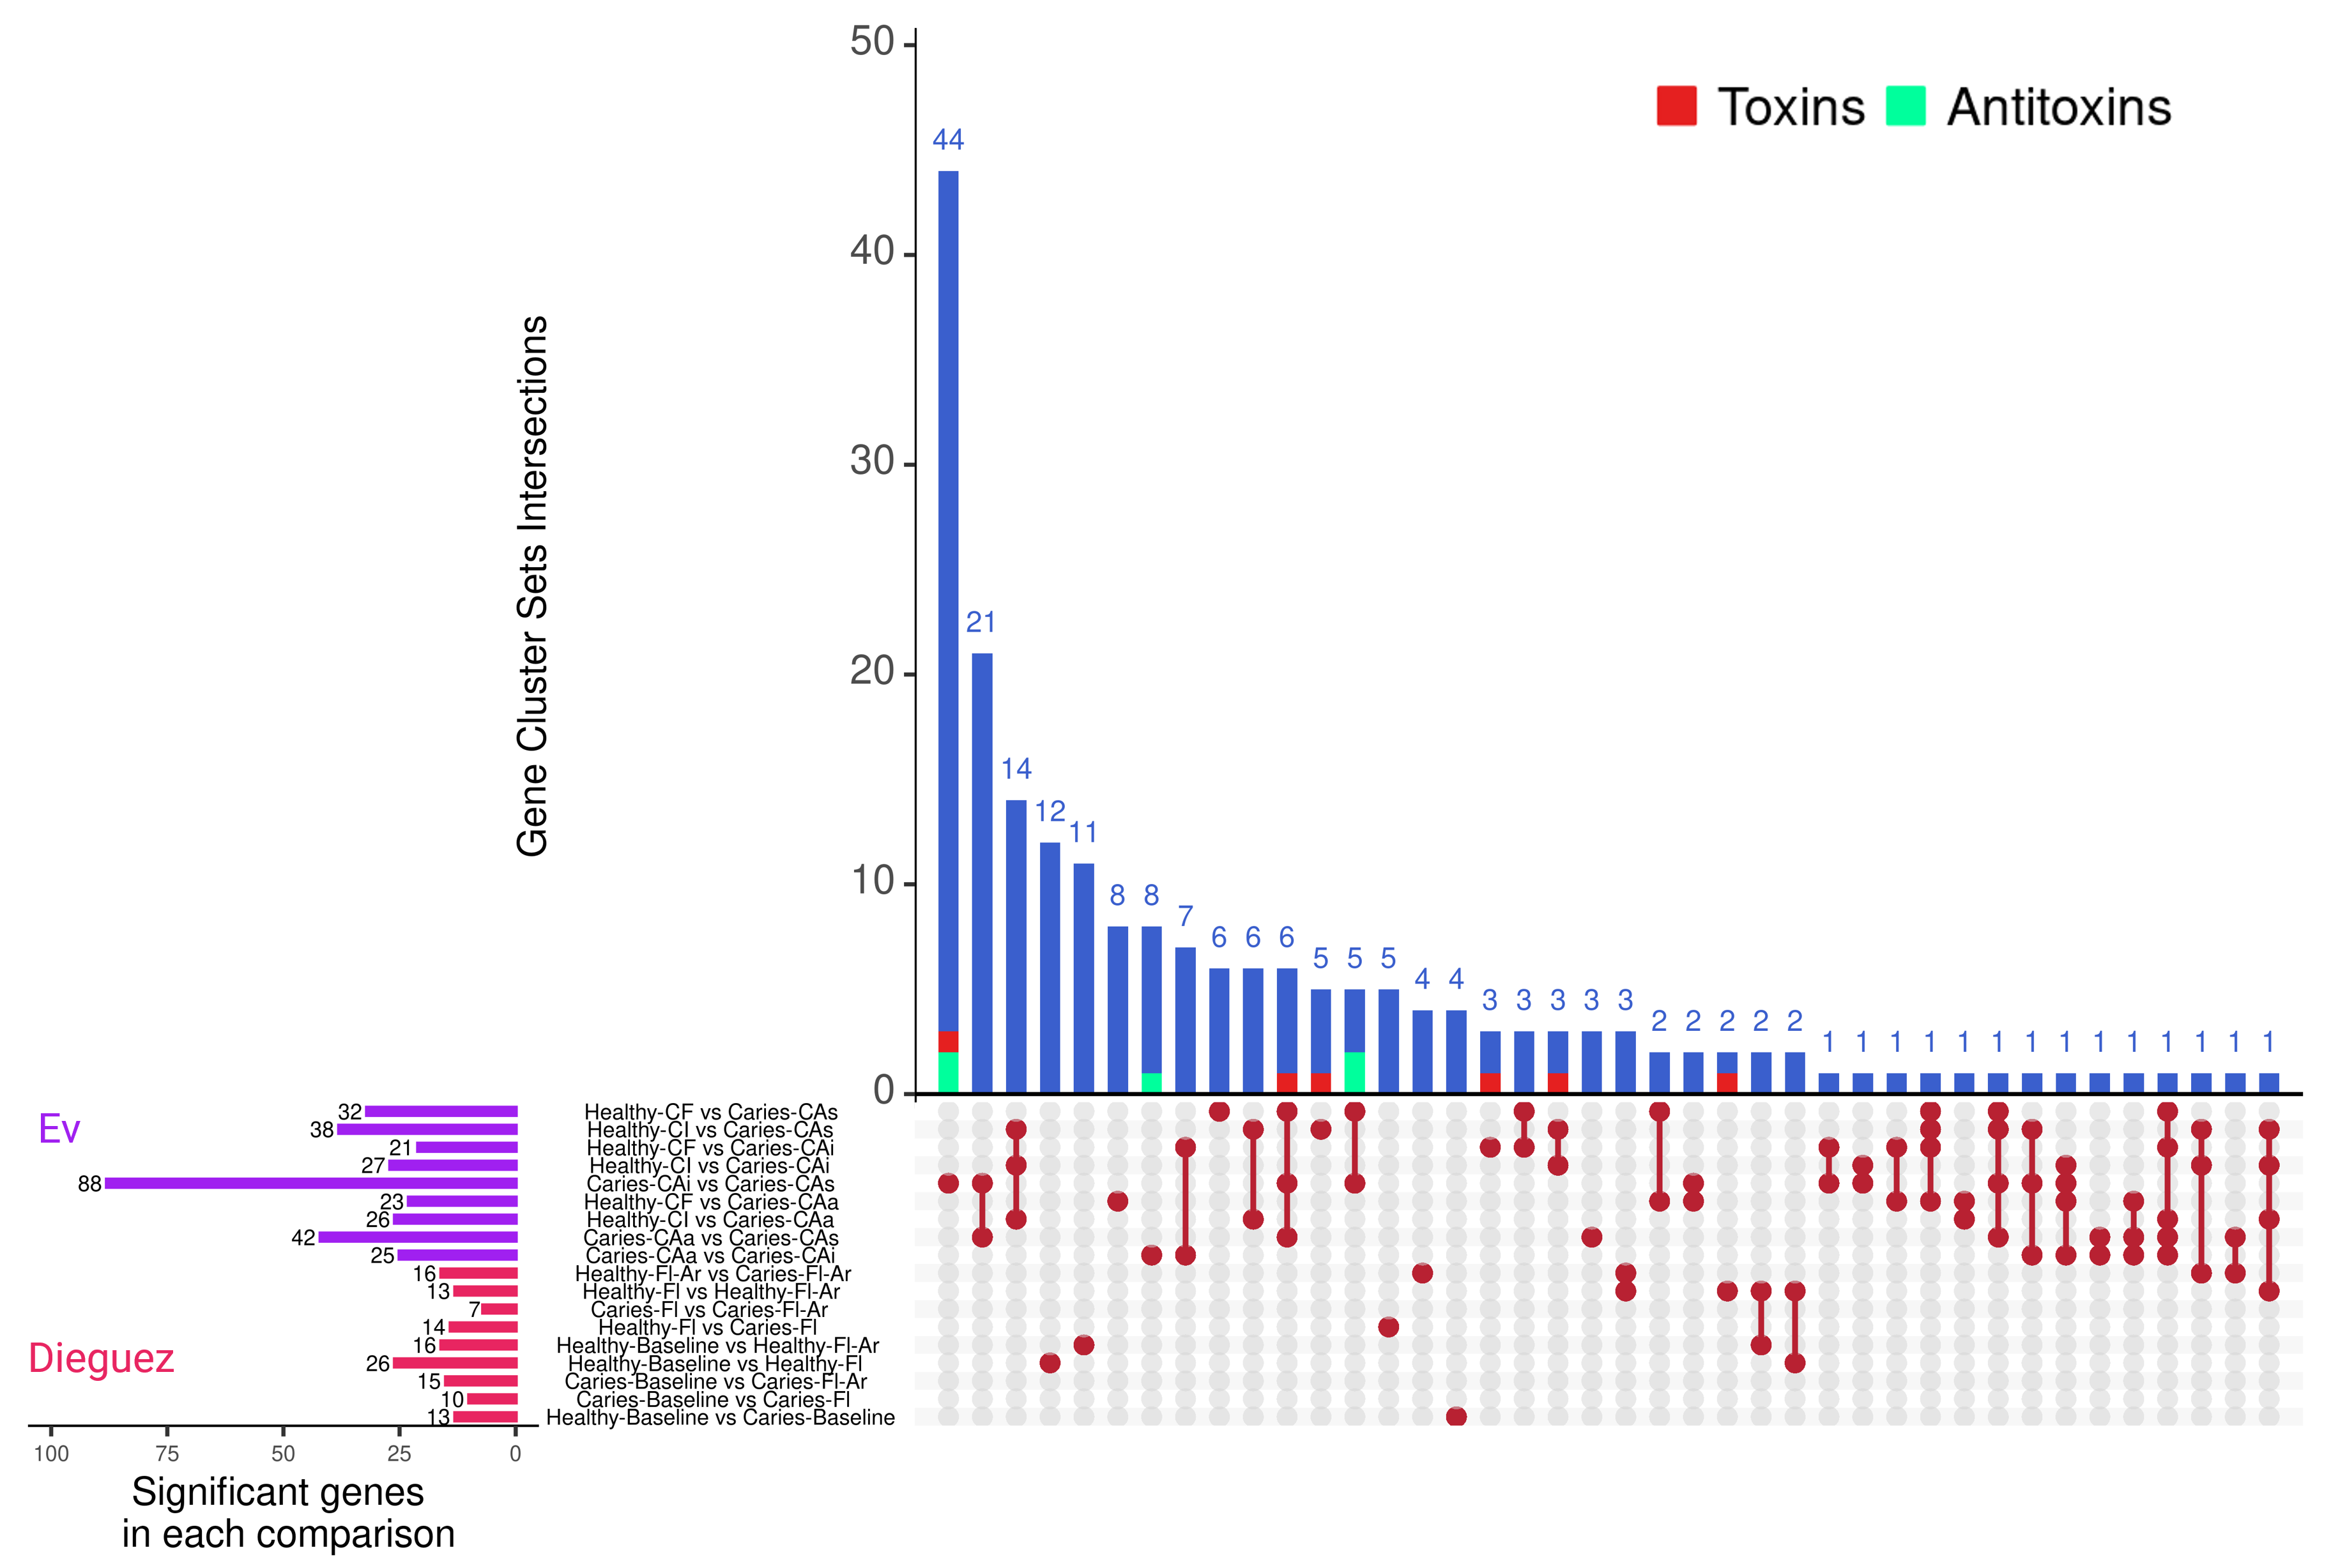 50
40
30
20
10
0
Gene Cluster Sets Intersections
Toxins Antitoxins
44
21
14
12
11
8
8
7
6
6
6
5
5
5
4
4
3
3
3
3
3
2
2
2
2
2
1
1
1
1
1
1
1
1
1
1
1
1
1
1
Ev
Dieguez
32 Healthy-CF vs Caries-CAs
38 Healthy-CI vs Caries-CAs
21 Healthy-CF vs Caries-CAi
27 Healthy-CI vs Caries-CAi
88 Caries-CAi vs Caries-CAs
23 Healthy-CF vs Caries-CAa
26 Healthy-CI vs Caries-CAa
42 Caries-CAa vs Caries-CAs
25 Caries-CAa vs Caries-CAi
16 Healthy-Fl-Ar vs Caries-Fl-Ar
13 Healthy-Fl vs Healthy-Fl-Ar
7 Caries-Fl vs Caries-Fl-Ar
14 Healthy-Fl vs Caries-Fl
16 Healthy-Baseline vs Healthy-Fl-Ar
26 Healthy-Baseline vs Healthy-Fl
15 Caries-Baseline vs Caries-Fl-Ar
10 Caries-Baseline vs Caries-Fl
13 Healthy-Baseline vs Caries-Baseline
100 75 50 25 0
Significant genes
in each comparison